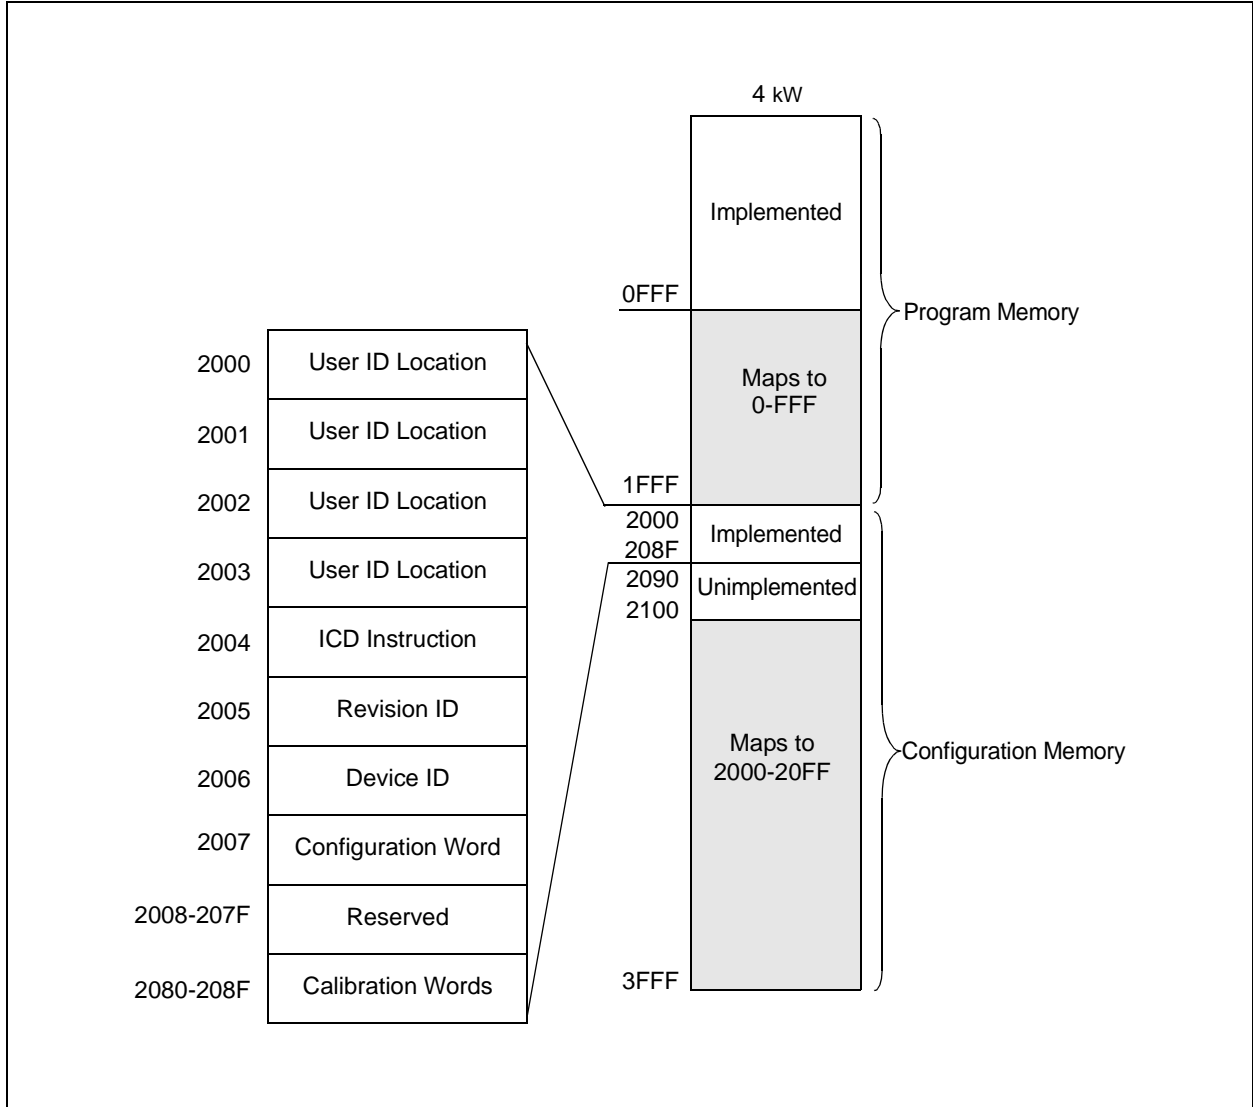 4 kW
Implemented
0FFF
Program Memory
Maps to
0-FFF
1FFF
2000
Implemented
208F
2090
Unimplemented
2100
Maps to
2000-20FF
Configuration Memory
3FFF
2000
User ID Location
2001
User ID Location
2002
User ID Location
2003
User ID Location
2004
ICD Instruction
2005
Revision ID
2006
Device ID
2007
Configuration Word
2008-207F
Reserved
2080-208F
Calibration Words